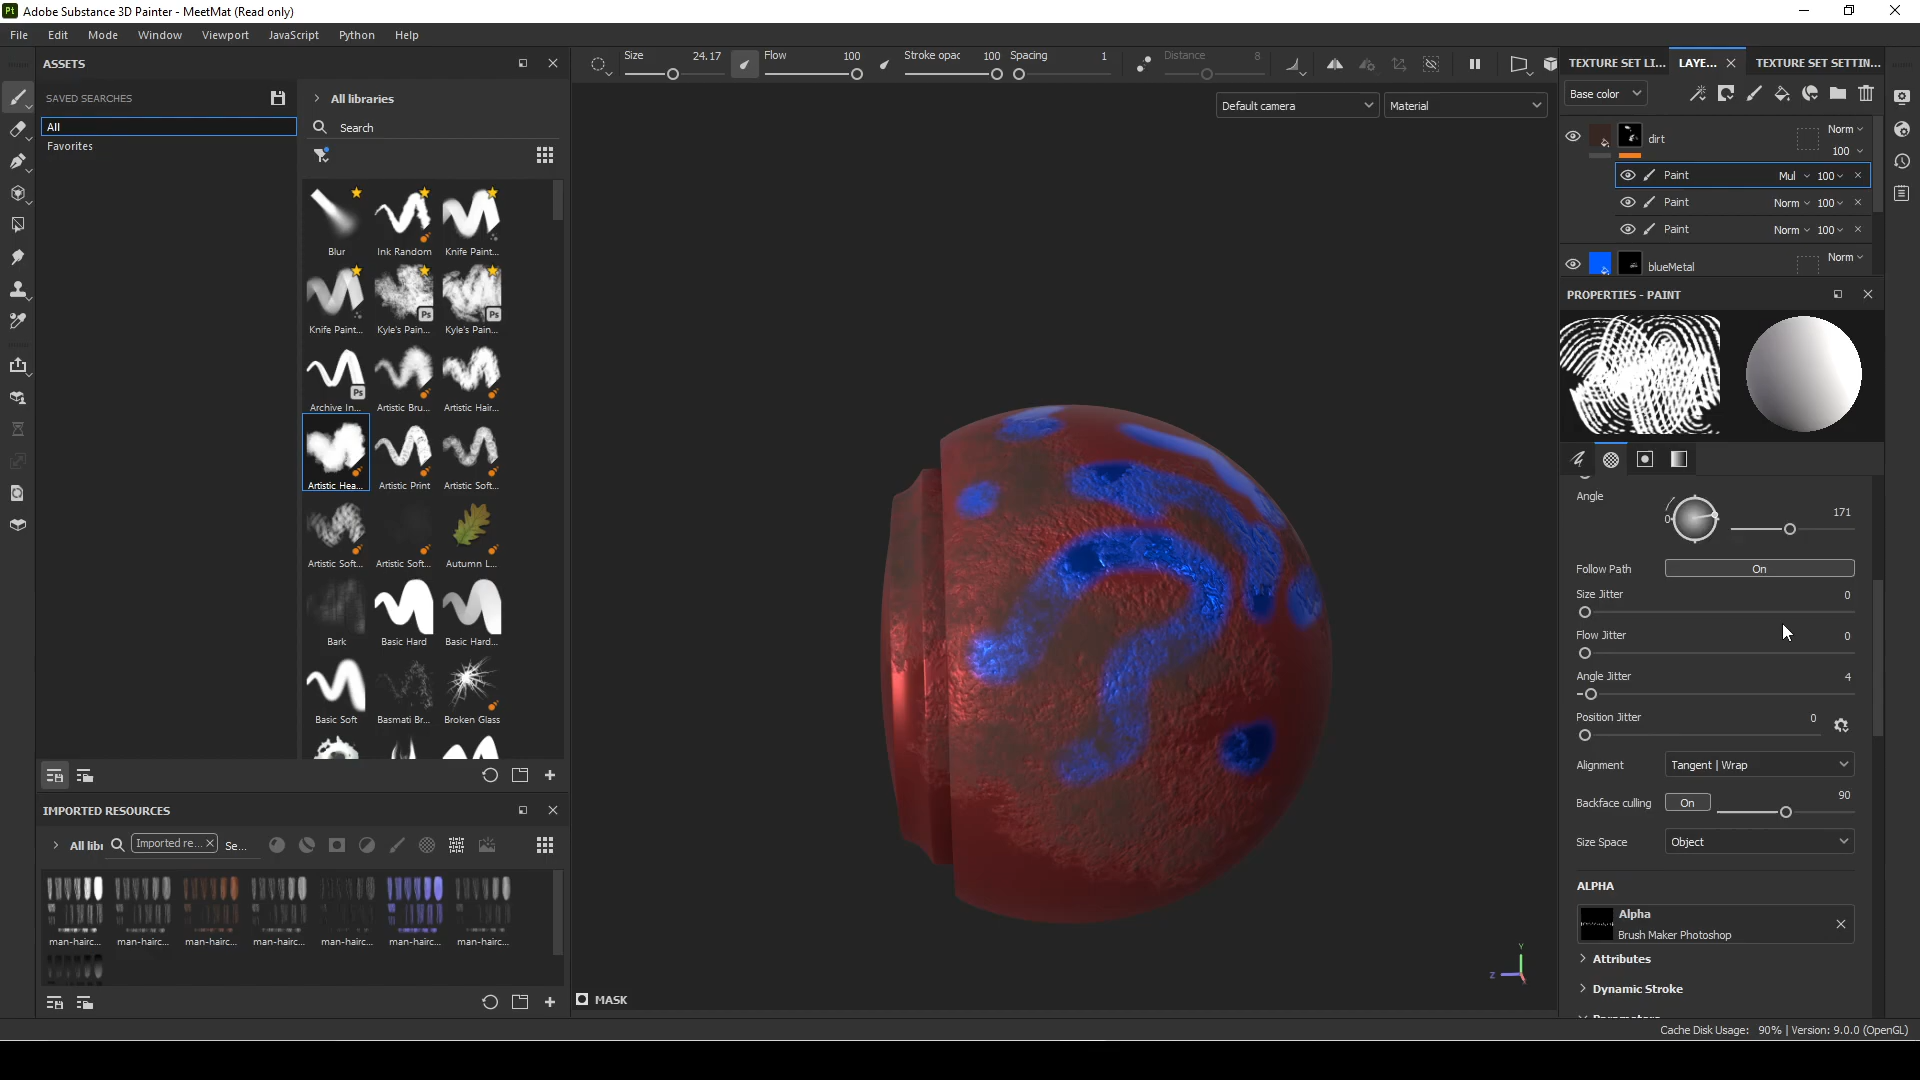 Adobe Substance 3D Painter - MeetMat (Read only)
File Edit Mode Window Viewport JavaScript Python Help
ASSETS
SAVED SEARCHES
All
Favorites
All libraries
Search
Blur Ink Random Knife Paint...
Knife Paint... Kyle's Pain... Kyle's Pain...
Archive In... Artistic Bru... Artistic Hair...
Artistic Hea... Artistic Print Artistic Soft...
Artistic Soft... Artistic Soft... Autumn L...
Bark Basic Hard Basic Hard...
Basic Soft Basmati Br... Broken Glass
IMPORTED RESOURCES
All libr Imported re... Se...
man-hairc... man-hairc... man-hairc... man-hairc... man-hairc... man-hairc... man-hairc...
Size 24.17 Flow 100 Stroke opac 100 Spacing 1 Distance 8
Default camera Material
MASK
Y
Z
TEXTURE SET LI... LAYE... TEXTURE SET SETTIN...
Base color
dirt Norm
100
Paint Mul 100
Paint Norm 100
Paint Norm 100
blueMetal Norm
PROPERTIES - PAINT
Angle 0 171
Follow Path On
Size Jitter 0
Flow Jitter 0
Angle Jitter 4
Position Jitter 0
Alignment Tangent | Wrap
Backface culling On 90
Size Space Object
ALPHA
Alpha
Brush Maker Photoshop
Attributes
Dynamic Stroke
Parameters
Cache Disk Usage: 90% | Version: 9.0.0 (OpenGL)